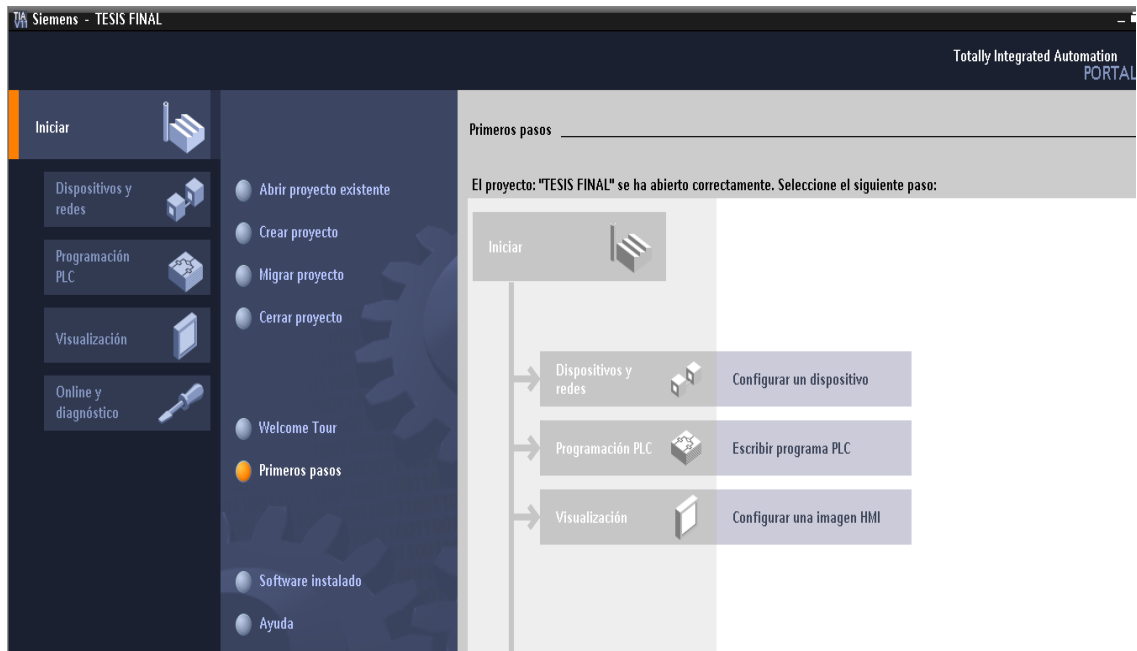 Siemens - TESIS FINAL
Totally Integrated Automation
PORTAL
Iniciar
Dispositivos y
redes
Programación
PLC
Visualización
Online y
diagnóstico
Abrir proyecto existente
Crear proyecto
Migrar proyecto
Cerrar proyecto
Welcome Tour
Primeros pasos
Software instalado
Ayuda
Primeros pasos
El proyecto: "TESIS FINAL" se ha abierto correctamente. Seleccione el siguiente paso:
Iniciar
Dispositivos y
redes
Configurar un dispositivo
Programación PLC
Escribir programa PLC
Visualización
Configurar una imagen HMI